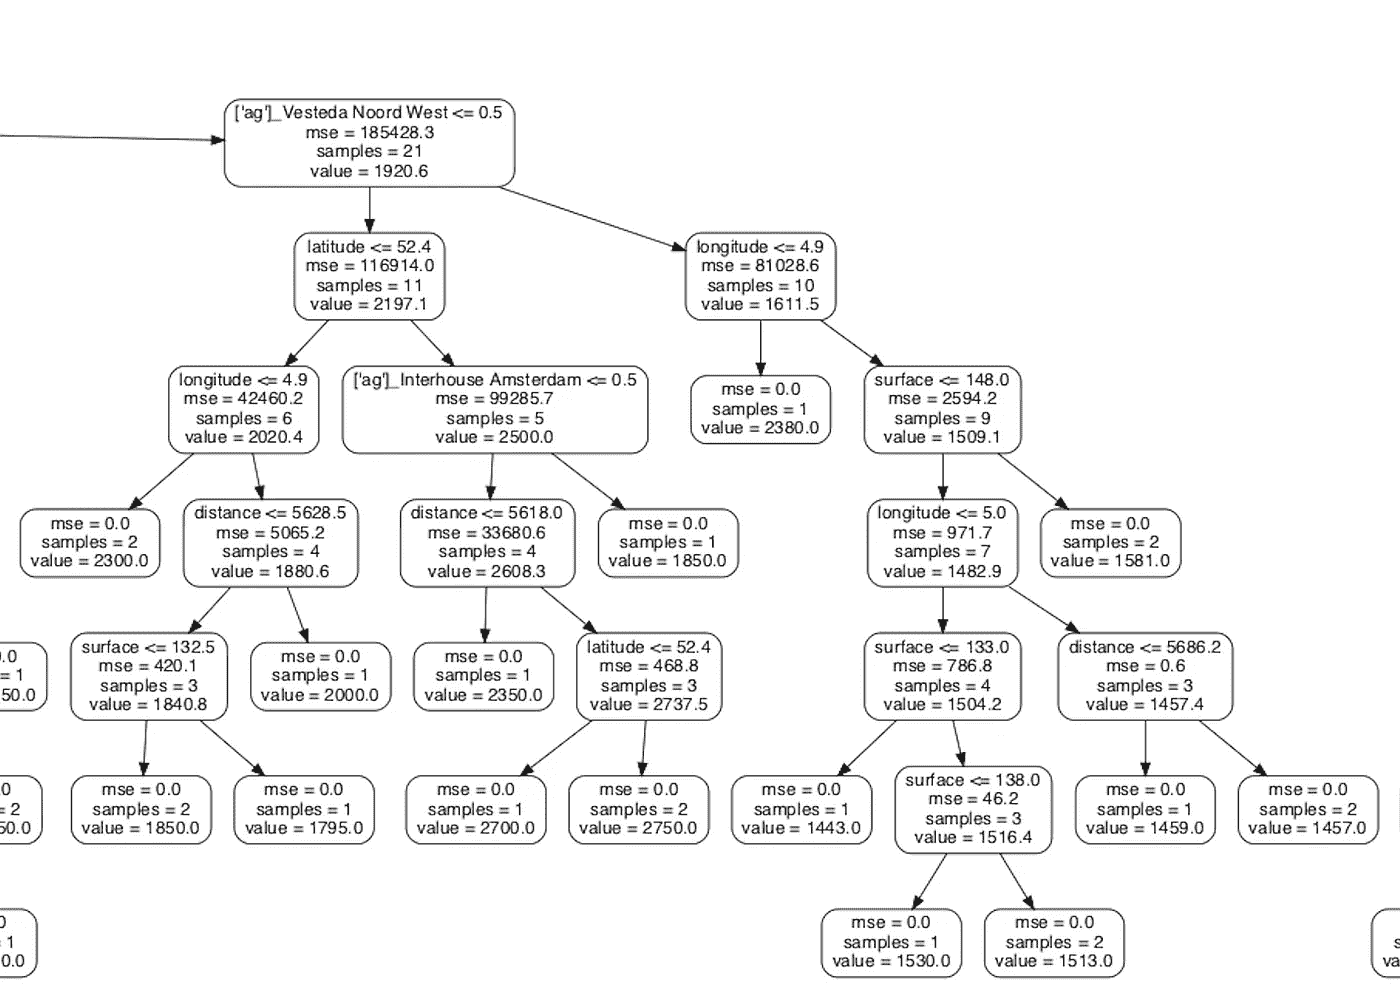 ['ag']_Vesteda Noord West <= 0.5
mse = 185428.3
samples = 21
value = 1920.6
latitude <= 52.4
mse = 116914.0
samples = 11
value = 2197.1
longitude <= 4.9
mse = 81028.6
samples = 10
value = 1611.5
longitude <= 4.9
mse = 42460.2
samples = 6
value = 2020.4
['ag']_Interhouse Amsterdam <= 0.5
mse = 99285.7
samples = 5
value = 2500.0
mse = 0.0
samples = 1
value = 2380.0
surface <= 148.0
mse = 2594.2
samples = 9
value = 1509.1
mse = 0.0
samples = 2
value = 2300.0
distance <= 5628.5
mse = 5065.2
samples = 4
value = 1880.6
distance <= 5618.0
mse = 33680.6
samples = 4
value = 2608.3
mse = 0.0
samples = 1
value = 1850.0
longitude <= 5.0
mse = 971.7
samples = 7
value = 1482.9
mse = 0.0
samples = 2
value = 1581.0
.0
= 1
50.0
surface <= 132.5
mse = 420.1
samples = 3
value = 1840.8
mse = 0.0
samples = 1
value = 2000.0
mse = 0.0
samples = 1
value = 2350.0
latitude <= 52.4
mse = 468.8
samples = 3
value = 2737.5
surface <= 133.0
mse = 786.8
samples = 4
value = 1504.2
distance <= 5686.2
mse = 0.6
samples = 3
value = 1457.4
0
= 2
50.0
mse = 0.0
samples = 2
value = 1850.0
mse = 0.0
samples = 1
value = 1795.0
mse = 0.0
samples = 1
value = 2700.0
mse = 0.0
samples = 2
value = 2750.0
mse = 0.0
samples = 1
value = 1443.0
surface <= 138.0
mse = 46.2
samples = 3
value = 1516.4
mse = 0.0
samples = 1
value = 1459.0
mse = 0.0
samples = 2
value = 1457.0
0
= 1
0.0
mse = 0.0
samples = 1
value = 1530.0
mse = 0.0
samples = 2
value = 1513.0
s
va